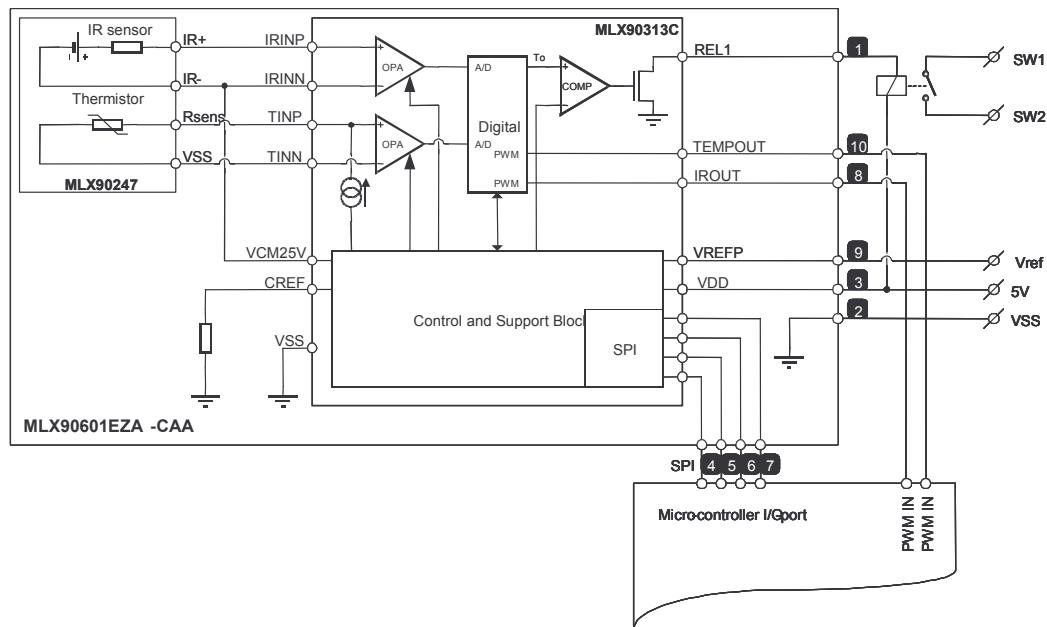 MLX90313C
IR sensor
IR+
IRINP
REL1
1
SW1
OPA
A/D
To
IR-
IRINN
COMP
Thermistor
Rsens
TINP
Digital
SW2
OPA
A/D
VSS
TINN
PWM
TEMPOUT
10
MLX90247
PWM
IROUT
8
VCM25V
VREFP
9
Vref
CREF
VDD
3
5V
Control and Support Bloc
2
VSS
VSS
SPI
MLX90601EZA -CAA
SPI 4 5 6 7
Micro-controller I/Gport
PWM IN
PWM IN